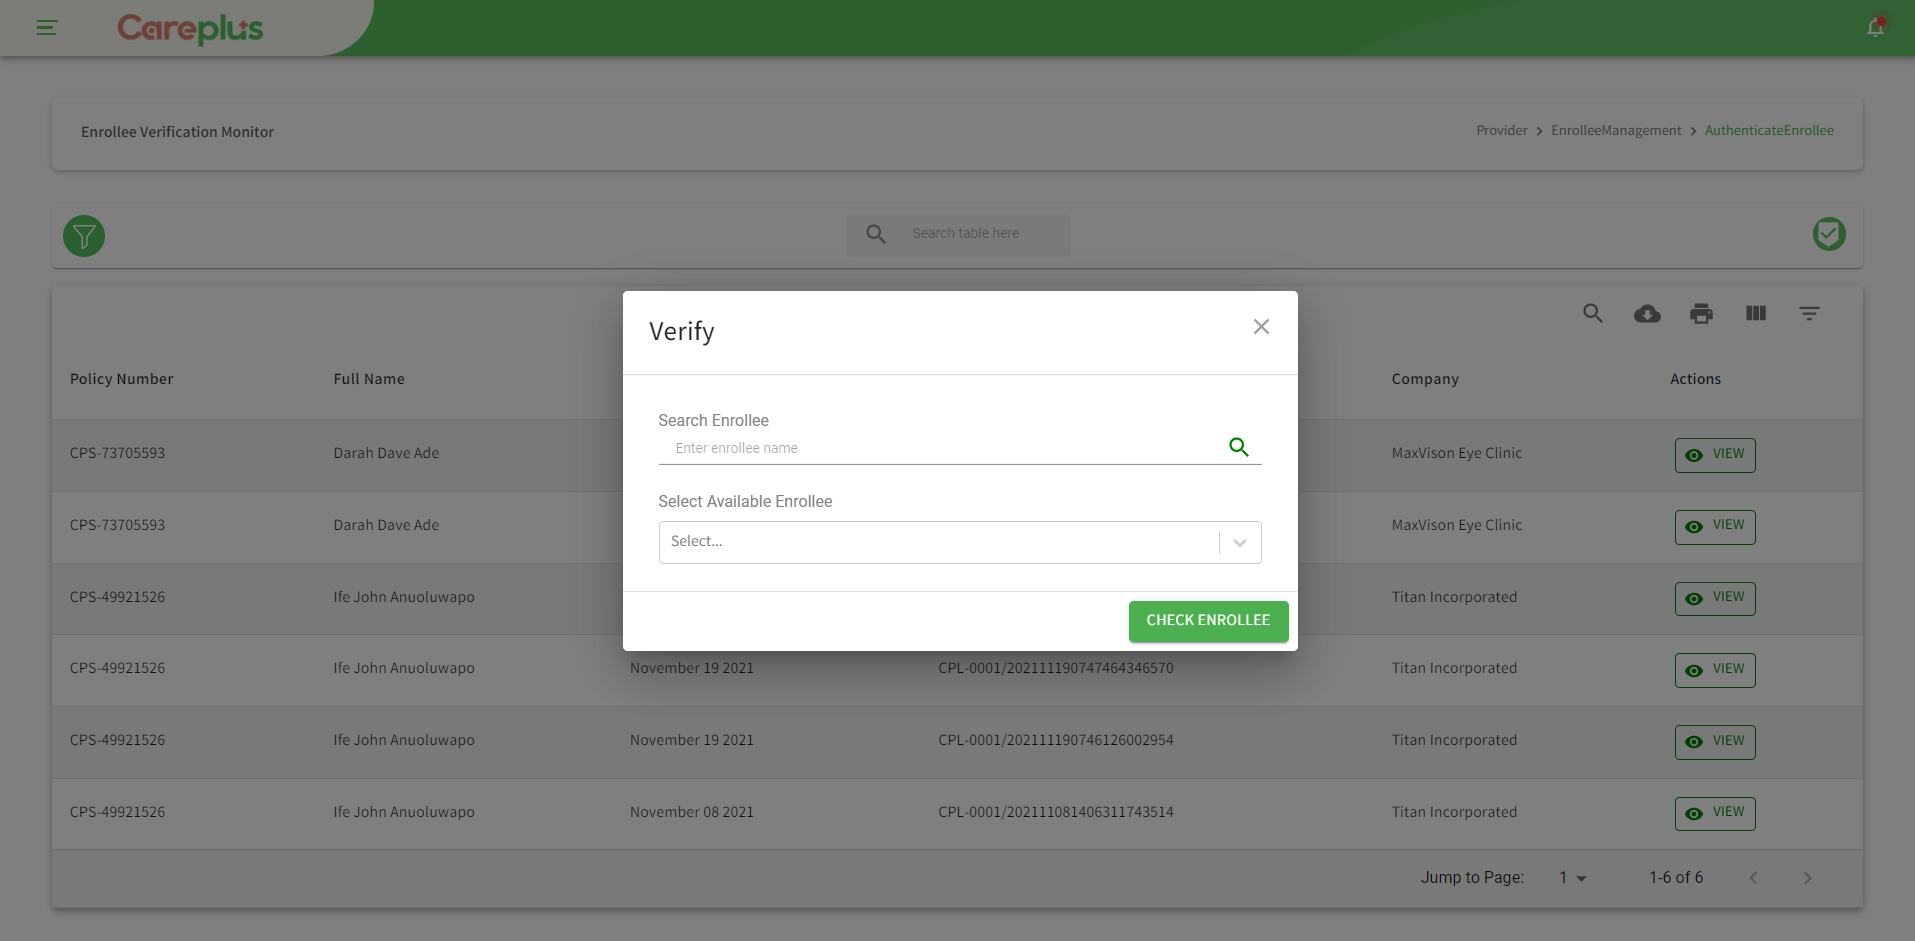 Careplus
Enrollee Verification Monitor
Provider > EnrolleeManagement > AuthenticateEnrollee
Search table here
Verify
Search Enrollee
Enter enrollee name
Select Available Enrollee
Select...
CHECK ENROLLEE
Policy Number Full Name Company Actions
CPS-73705593 Darah Dave Ade MaxVison Eye Clinic VIEW
CPS-73705593 Darah Dave Ade MaxVison Eye Clinic VIEW
CPS-49921526 Ife John Anuoluwapo Titan Incorporated VIEW
CPS-49921526 Ife John Anuoluwapo November 19 2021 CPL-0001/202111190747464346570 Titan Incorporated VIEW
CPS-49921526 Ife John Anuoluwapo November 19 2021 CPL-0001/202111190746126002954 Titan Incorporated VIEW
CPS-49921526 Ife John Anuoluwapo November 08 2021 CPL-0001/202111081406311743514 Titan Incorporated VIEW
Jump to Page: 1 1-6 of 6